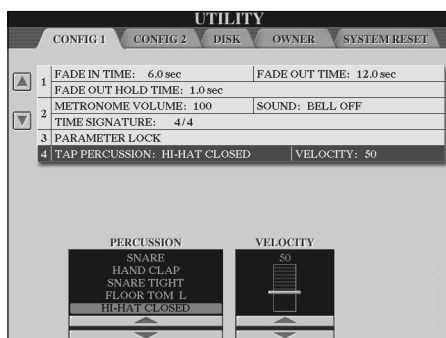 UTILITY
CONFIG 1 CONFIG 2 DISK OWNER SYSTEM RESET
1 FADE IN TIME: 6.0 sec FADE OUT TIME: 12.0 sec
FADE OUT HOLD TIME: 1.0 sec
2 METRONOME VOLUME: 100 SOUND: BELL OFF
TIME SIGNATURE: 4/4
3 PARAMETER LOCK
4 TAP PERCUSSION: HI-HAT CLOSED VELOCITY: 50
PERCUSSION VELOCITY
SNARE 50
HAND CLAP
SNARE TIGHT
FLOOR TOM L
HI-HAT CLOSED